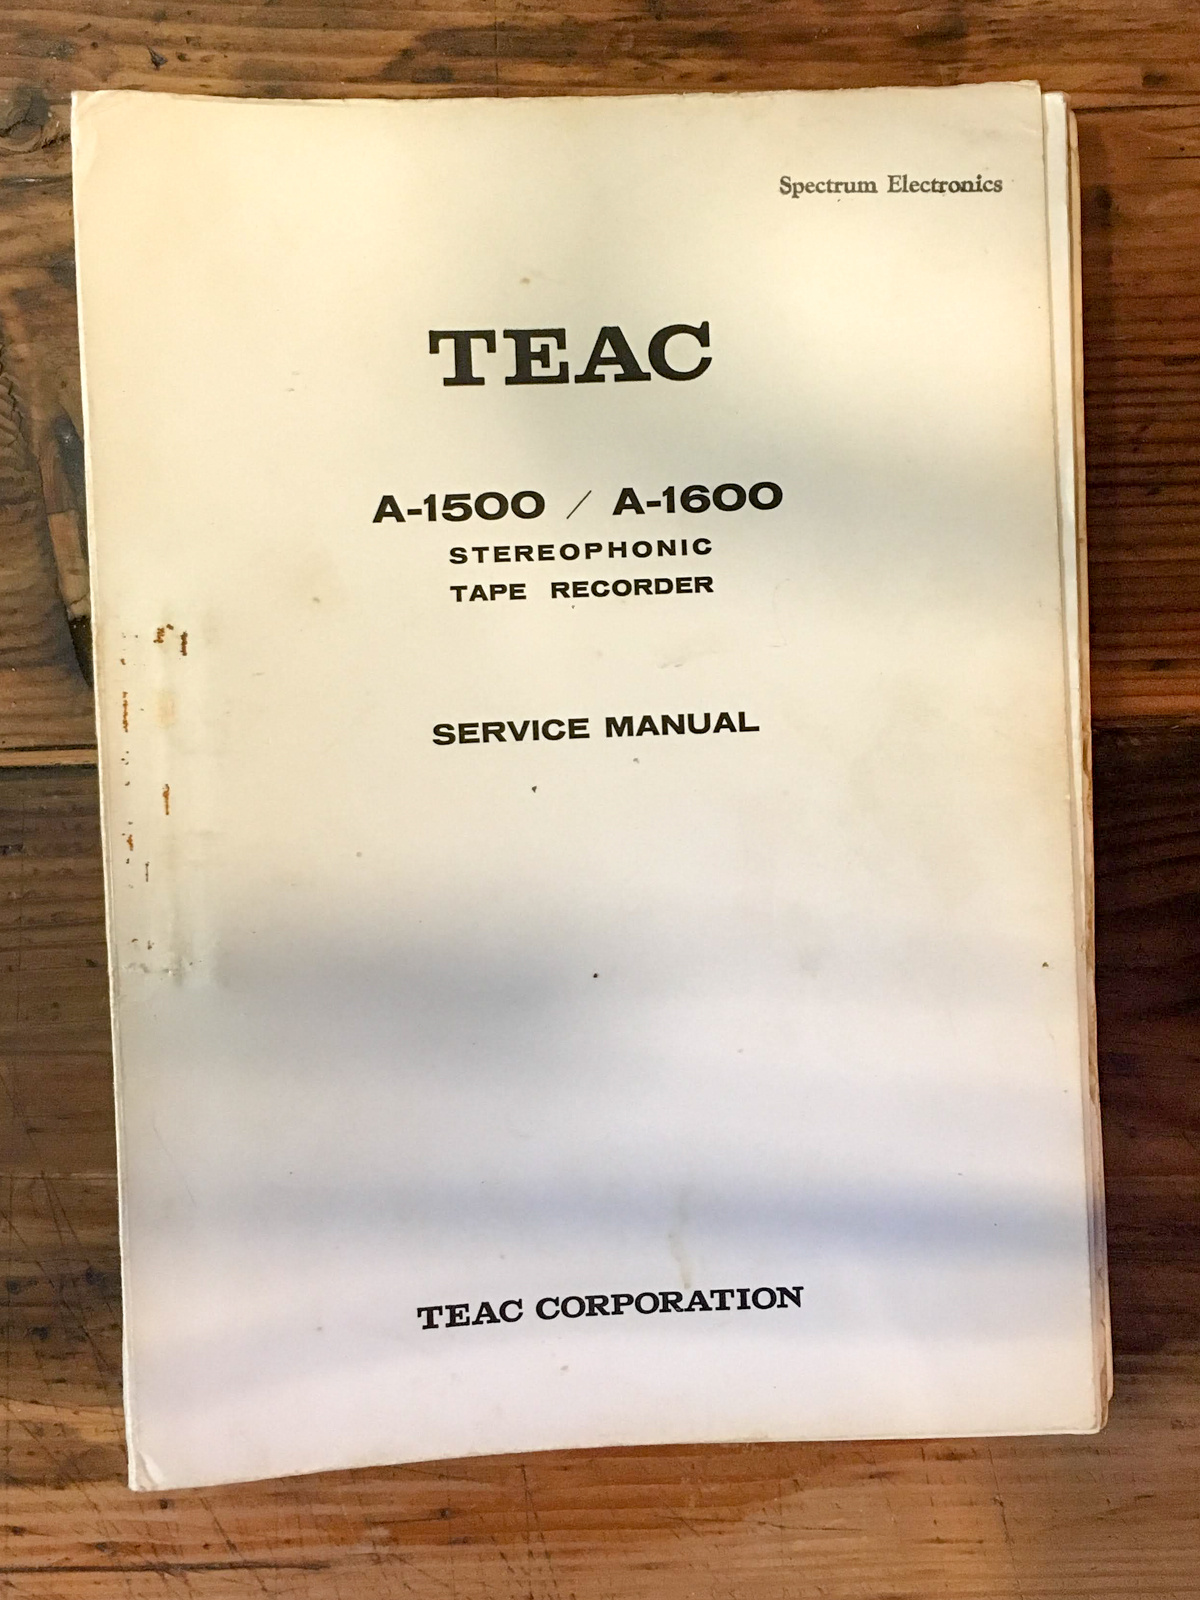 Spectrum Electronics
TEAC
A-1500 / A-1600
STEREOPHONIC
TAPE RECORDER
SERVICE MANUAL
TEAC CORPORATION